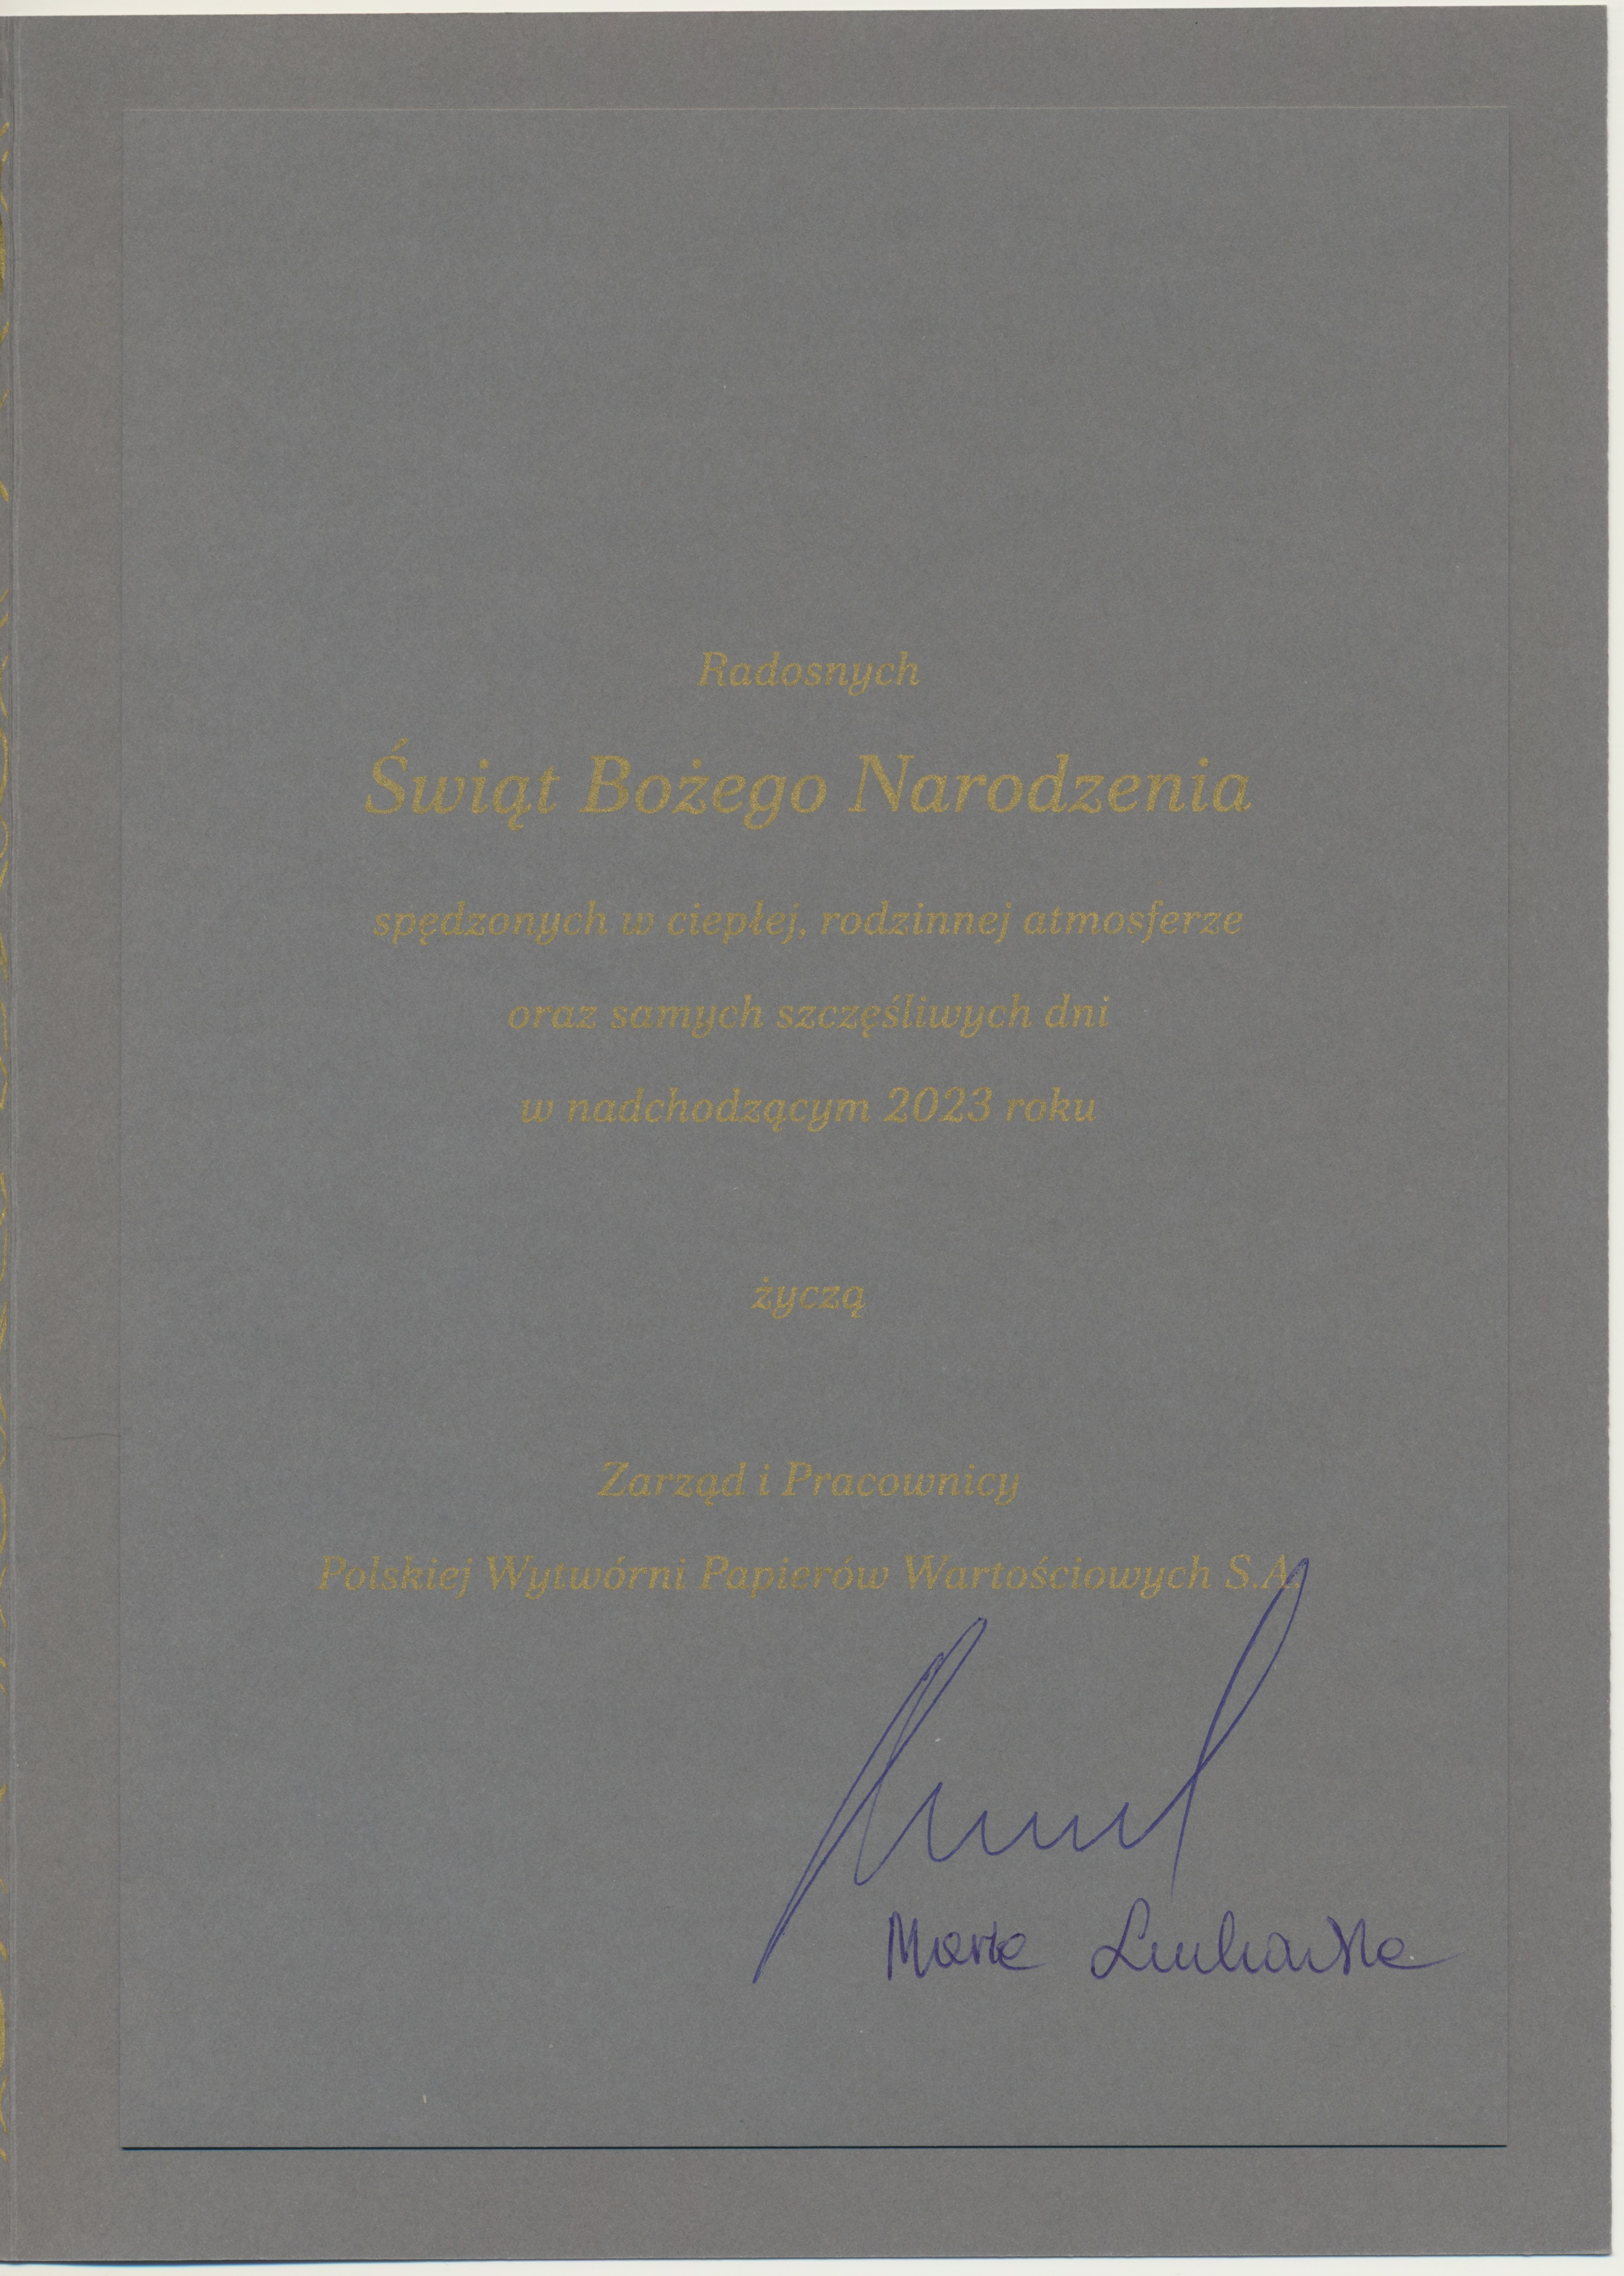 Radosnych
Świąt Bożego Narodzenia
spędzonych w ciepłej, rodzinnej atmosferze
oraz samych szczęśliwych dni
w nadchodzącym 2023 roku
życzą
Zarząd i Pracownicy
Polskiej Wytwórni Papierów Wartościowych S.A.